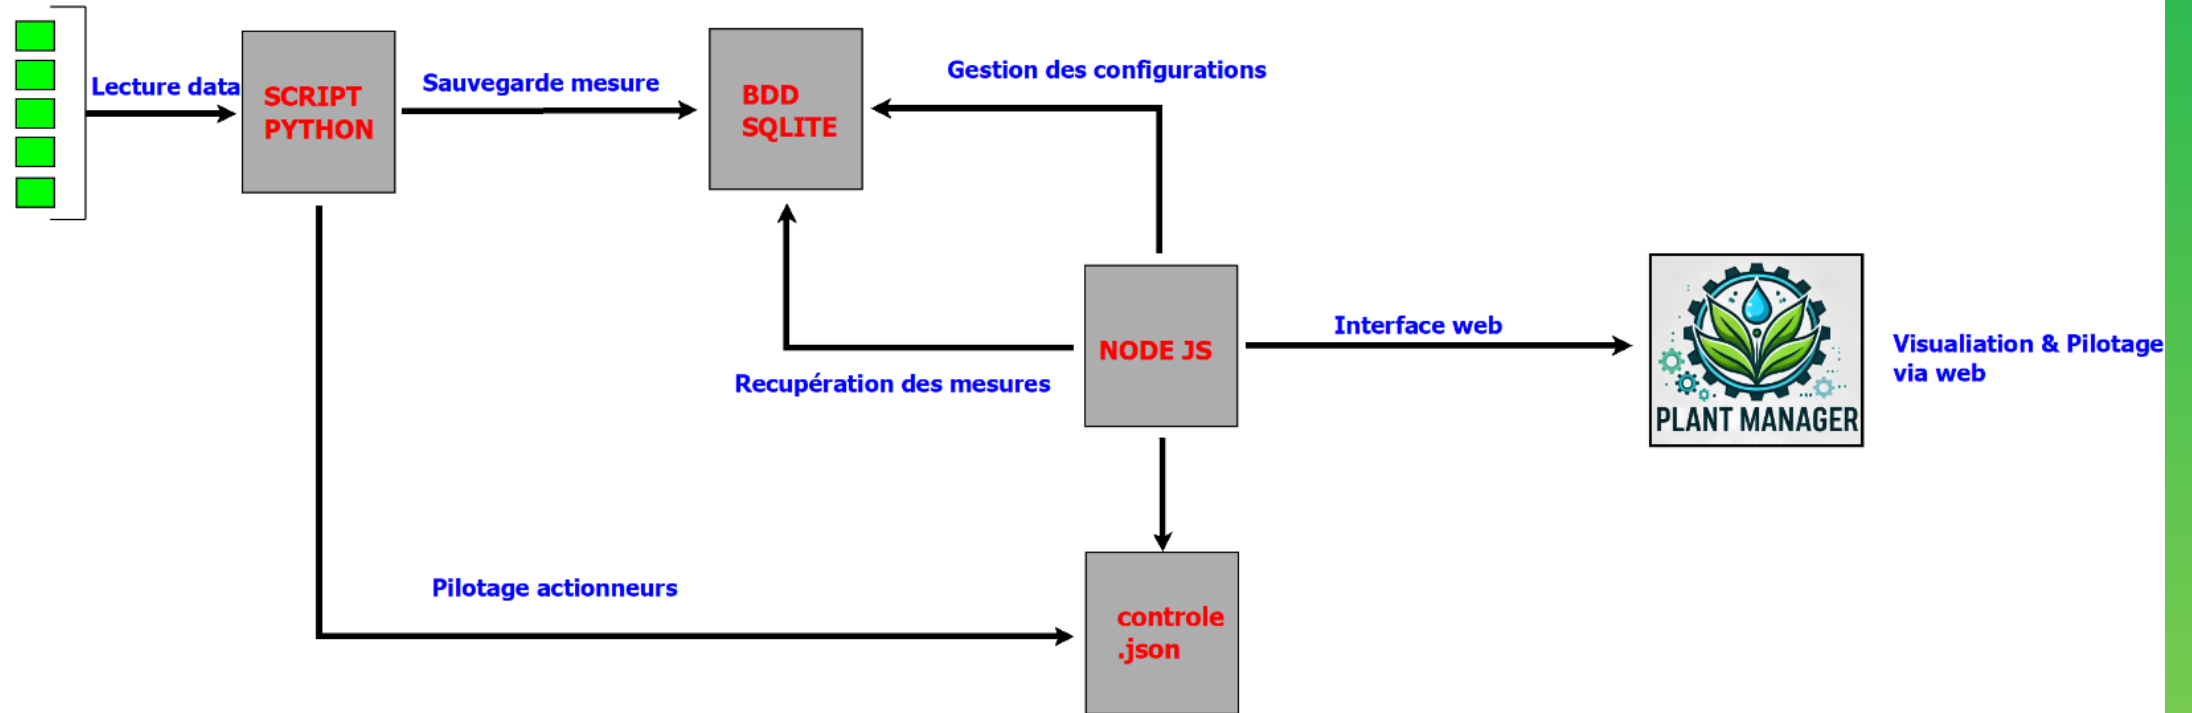 Lecture data
SCRIPT
PYTHON
Sauvegarde mesure
BDD
SQLITE
Gestion des configurations
Recupération des mesures
NODE JS
Interface web
PLANT MANAGER
Visualiation & Pilotage
via web
Pilotage actionneurs
controle
.json